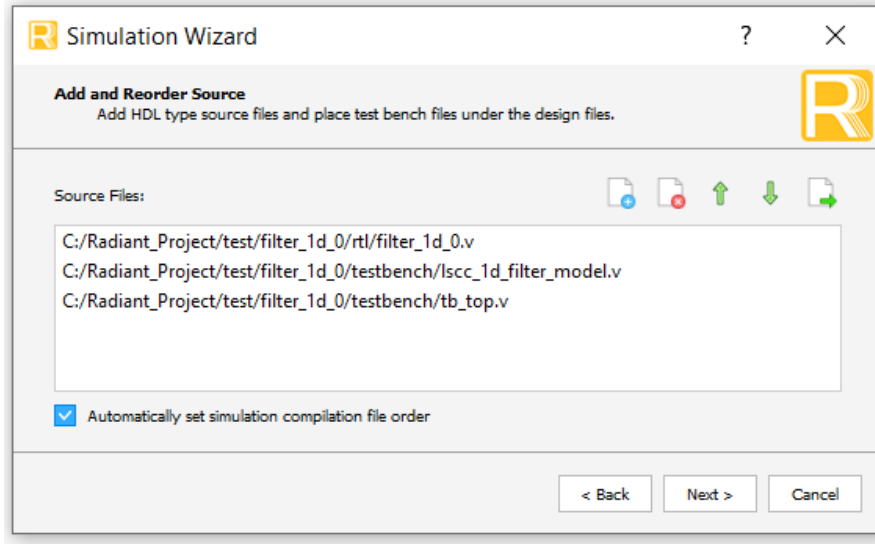 R Simulation Wizard ? X
Add and Reorder Source
Add HDL type source files and place test bench files under the design files.
R
Source Files:
C:/Radiant_Project/test/filter_1d_0/rtl/filter_1d_0.v
C:/Radiant_Project/test/filter_1d_0/testbench/lscc_1d_filter_model.v
C:/Radiant_Project/test/filter_1d_0/testbench/tb_top.v
Automatically set simulation compilation file order
< Back Next > Cancel